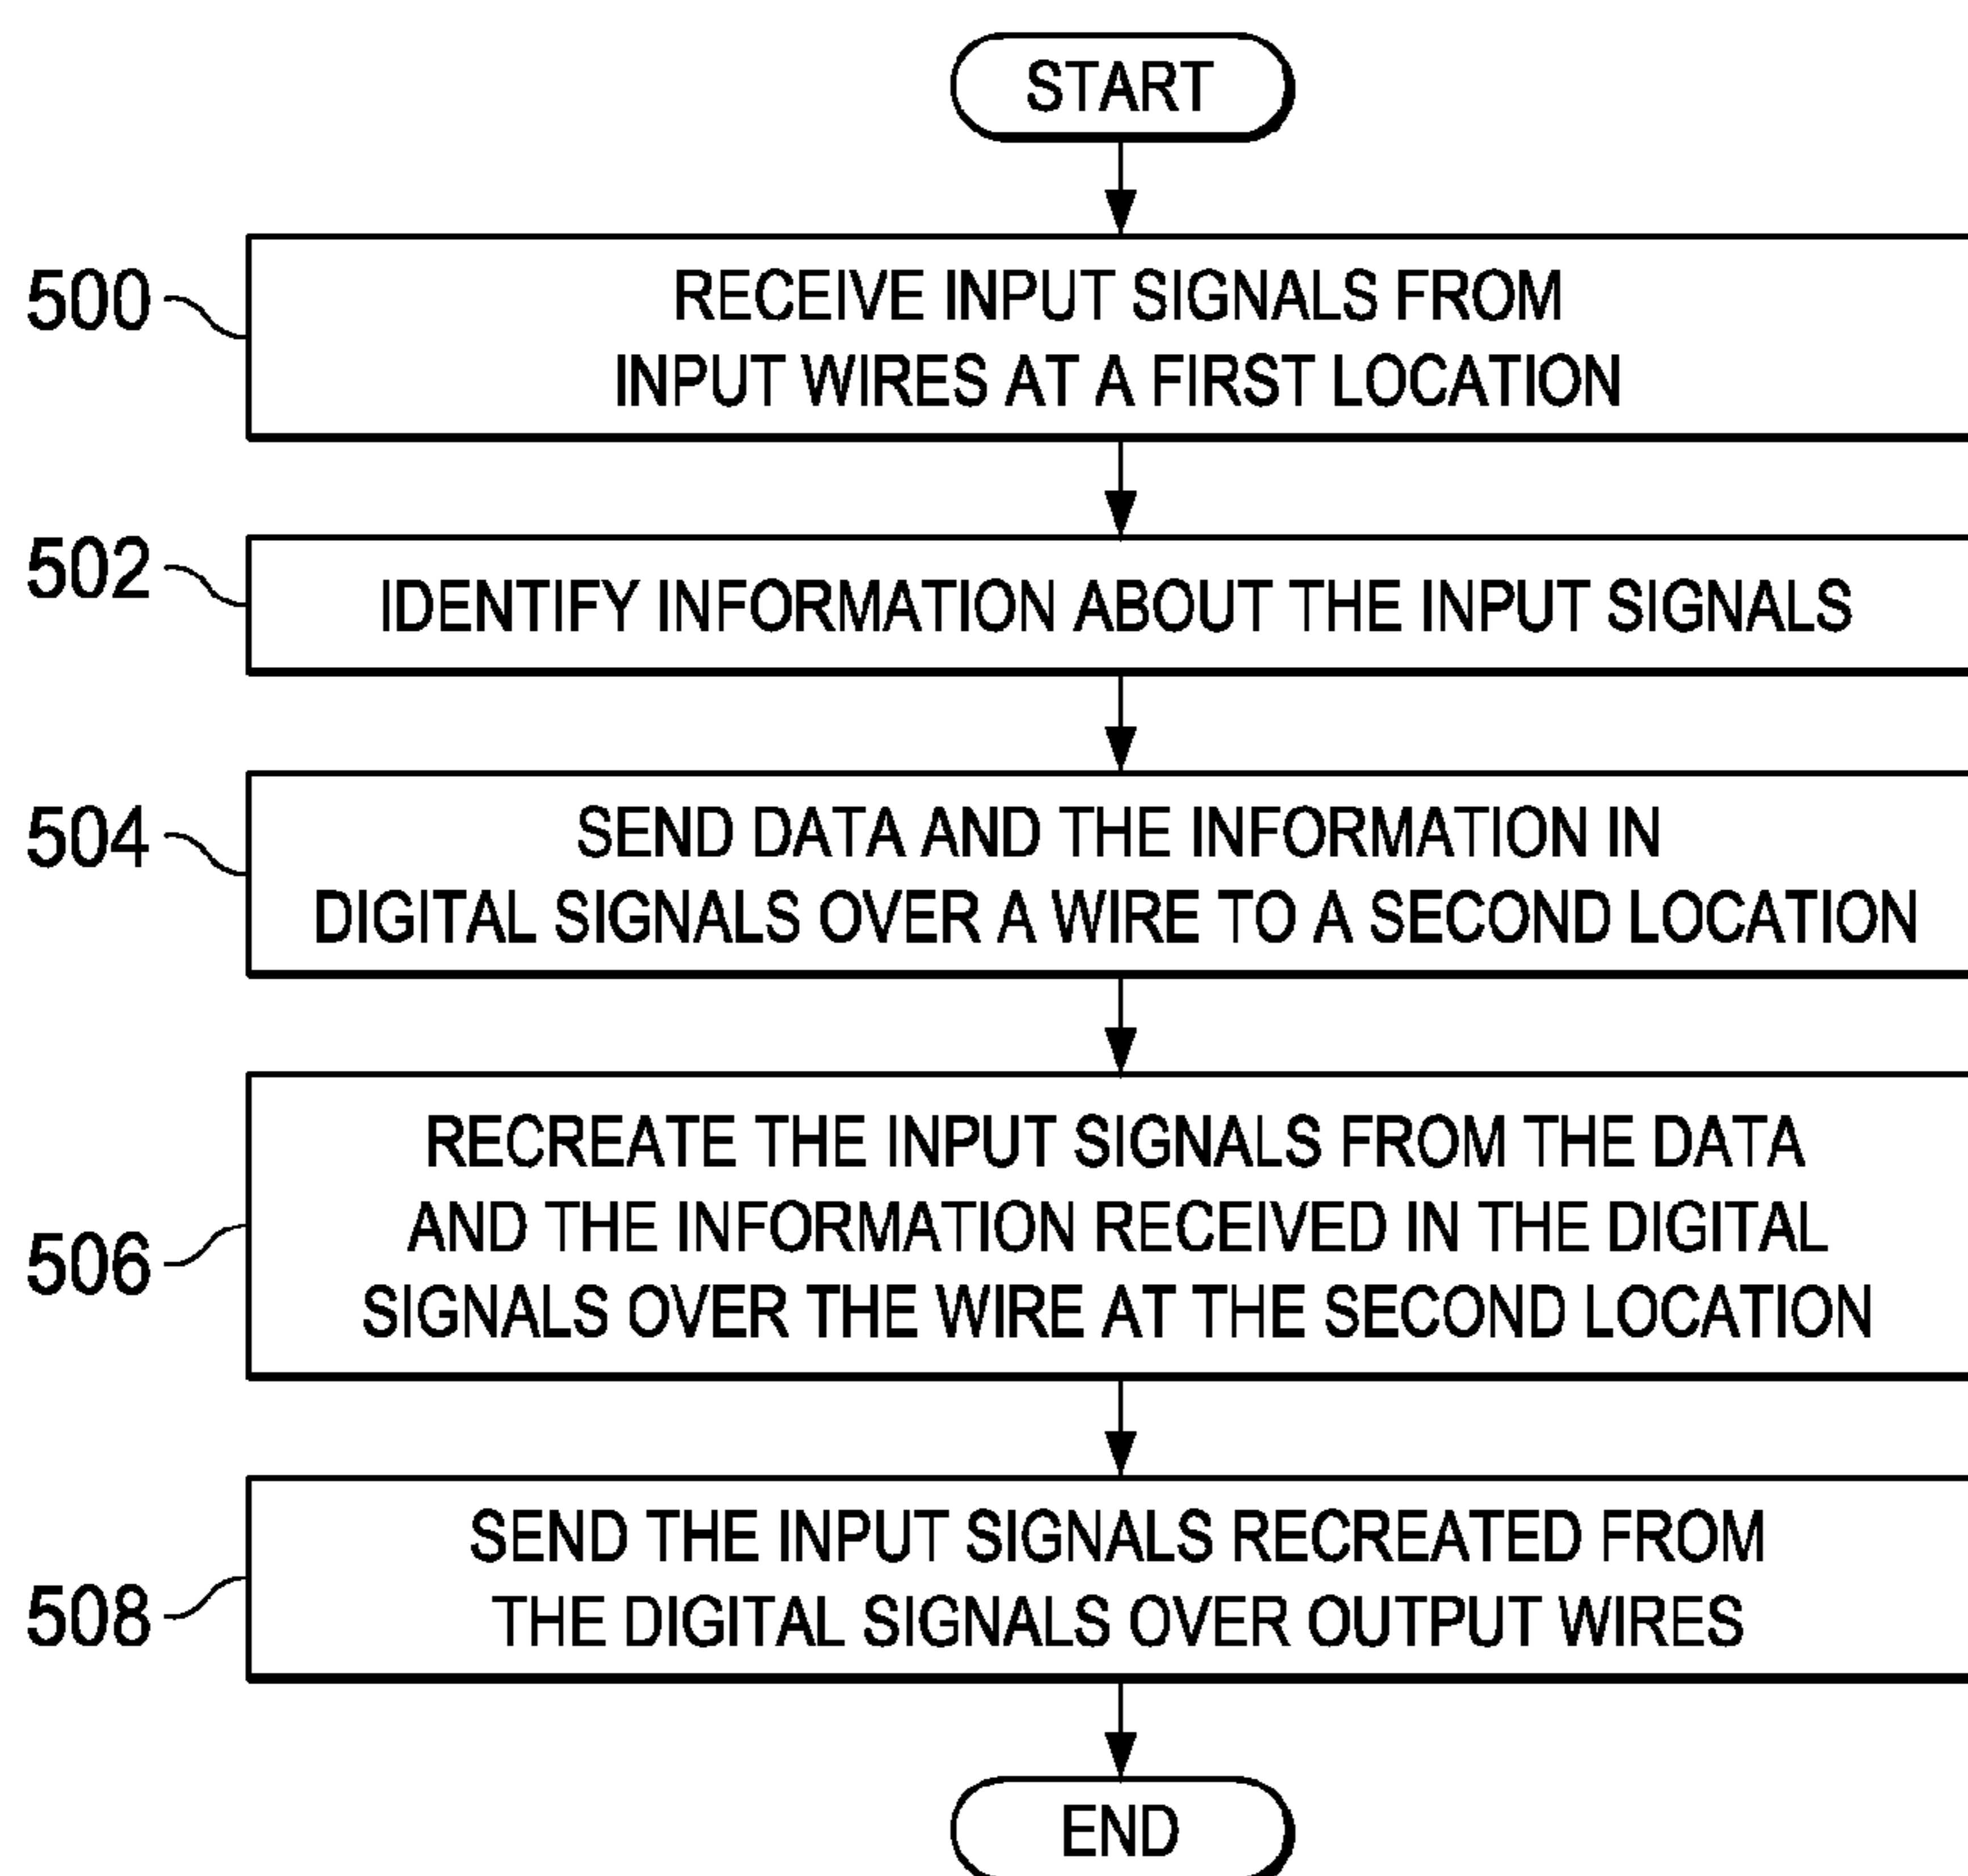 START
500
RECEIVE INPUT SIGNALS FROM
INPUT WIRES AT A FIRST LOCATION
502
IDENTIFY INFORMATION ABOUT THE INPUT SIGNALS
504
SEND DATA AND THE INFORMATION IN
DIGITAL SIGNALS OVER A WIRE TO A SECOND LOCATION
506
RECREATE THE INPUT SIGNALS FROM THE DATA
AND THE INFORMATION RECEIVED IN THE DIGITAL
SIGNALS OVER THE WIRE AT THE SECOND LOCATION
508
SEND THE INPUT SIGNALS RECREATED FROM
THE DIGITAL SIGNALS OVER OUTPUT WIRES
END